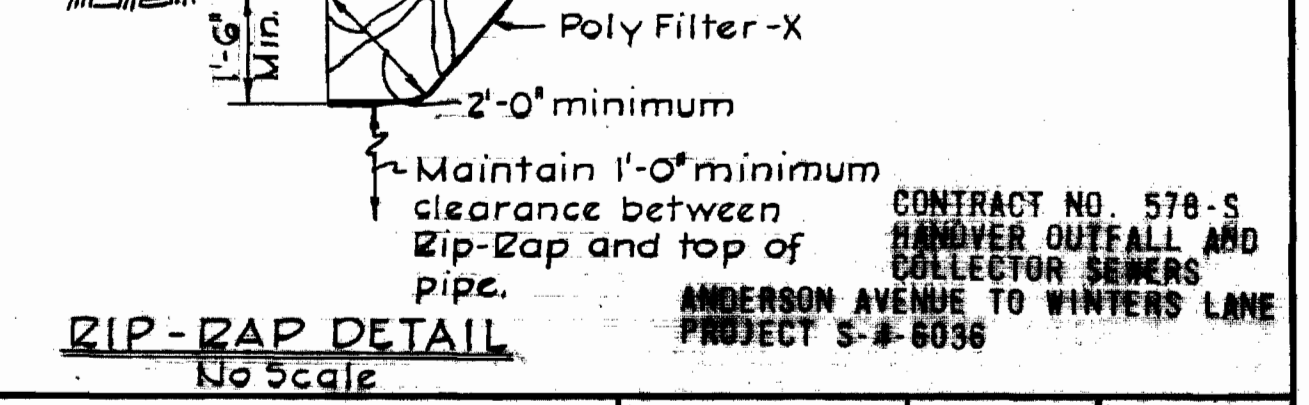 1'-6"
Min.
Poly Filter-X
2'-0" minimum
Maintain 1'-0" minimum
clearance between
Rip-Rap and top of
pipe.
RIP-RAP DETAIL
No Scale
CONTRACT NO. 578-S
HANOVER OUTFALL AND
COLLECTOR SEWERS
ANDERSON AVENUE TO WINTERS LANE
PROJECT S-#-6036